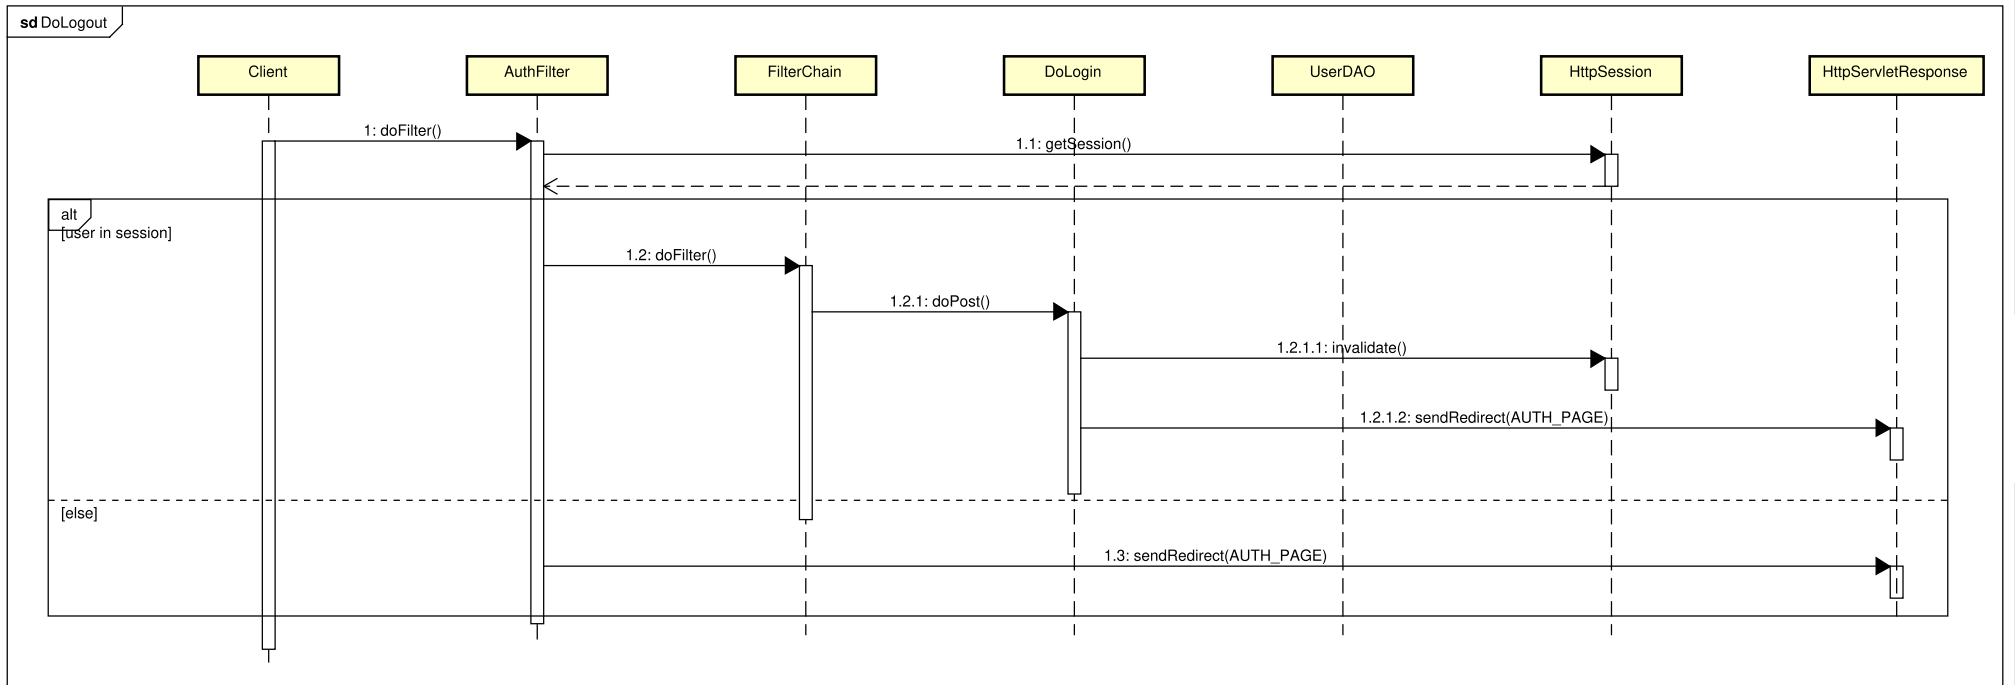 sd DoLogout
Client
AuthFilter
FilterChain
DoLogin
UserDAO
HttpSession
HttpServletResponse
1: doFilter()
1.1: getSession()
alt
[user in session]
1.2: doFilter()
1.2.1: doPost()
1.2.1.1: invalidate()
1.2.1.2: sendRedirect(AUTH_PAGE)
[else]
1.3: sendRedirect(AUTH_PAGE)